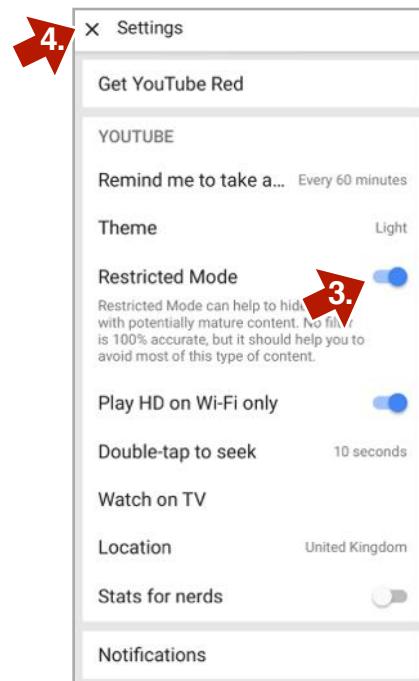 4.
× Settings
Get YouTube Red
YOUTUBE
Remind me to take a... Every 60 minutes
Theme Light
Restricted Mode
3.
Restricted Mode can help to hide
with potentially mature content. No
is 100% accurate, but it should help you to
avoid most of this type of content.
Play HD on Wi-Fi only
Double-tap to seek 10 seconds
Watch on TV
Location United Kingdom
Stats for nerds
Notifications